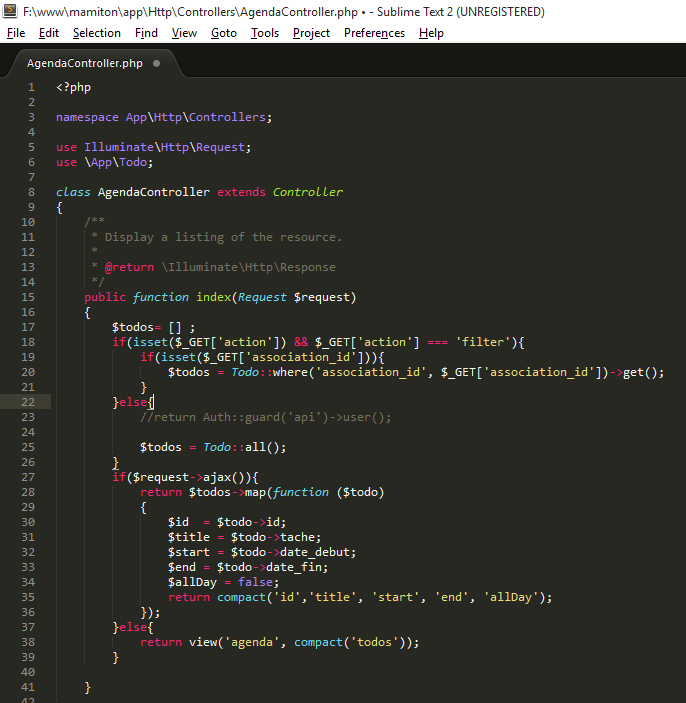 F:\www\mamiton\app\Http\Controllers\AgendaController.php • - Sublime Text 2 (UNREGISTERED)
File Edit Selection Find View Goto Tools Project Preferences Help
AgendaController.php
1 <?php
2
3 namespace App\Http\Controllers;
4
5 use Illuminate\Http\Request;
6 use \App\Todo;
7
8 class AgendaController extends Controller
9 {
10     /**
11      * Display a listing of the resource.
12      *
13      * @return \Illuminate\Http\Response
14      */
15     public function index(Request $request)
16     {
17         $todos= [] ;
18         if(isset($_GET['action']) && $_GET['action'] === 'filter'){
19             if(isset($_GET['association_id'])){
20                 $todos = Todo::where('association_id', $_GET['association_id'])->get();
21             }
22         }else{
23             //return Auth::guard('api')->user();
24
25             $todos = Todo::all();
26         }
27         if($request->ajax()){
28             return $todos->map(function ($todo)
29             {
30                 $id  = $todo->id;
31                 $title = $todo->tache;
32                 $start = $todo->date_debut;
33                 $end = $todo->date_fin;
34                 $allDay = false;
35                 return compact('id','title', 'start', 'end', 'allDay');
36             });
37         }else{
38             return view('agenda', compact('todos'));
39         }
40
41     }
42